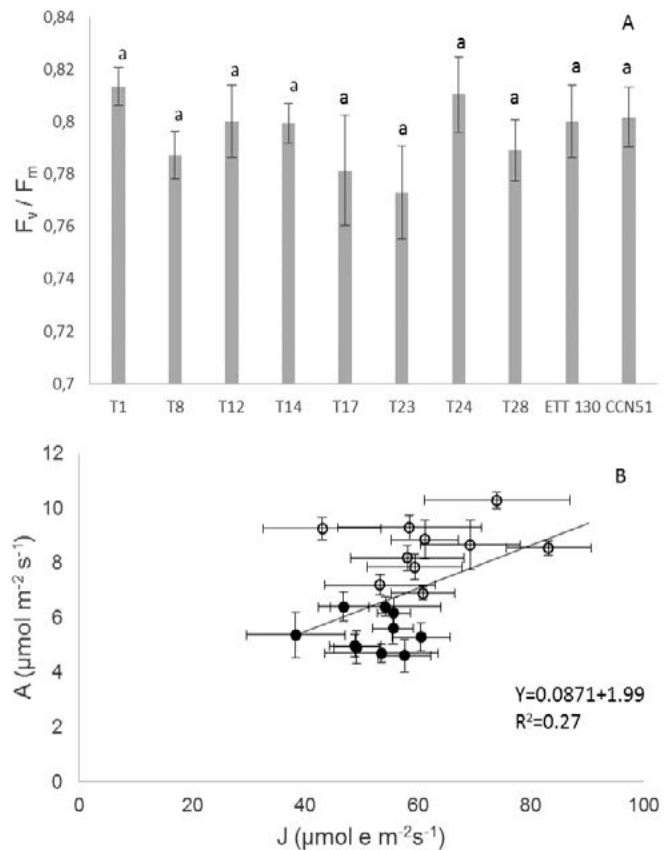 0,84
A
0,82
0,8
0,78
0,76
0,74
0,72
0,7
Fv / Fm
a a a a a a a a a a
T1 T8 T12 T14 T17 T23 T24 T28 ETT 130 CCN51
12
B
10
8
6
4
2
0
A (µmol m⁻² s⁻¹)
Y=0.0871+1.99
R²=0.27
0 20 40 60 80 100
J (µmol e m⁻²s⁻¹)